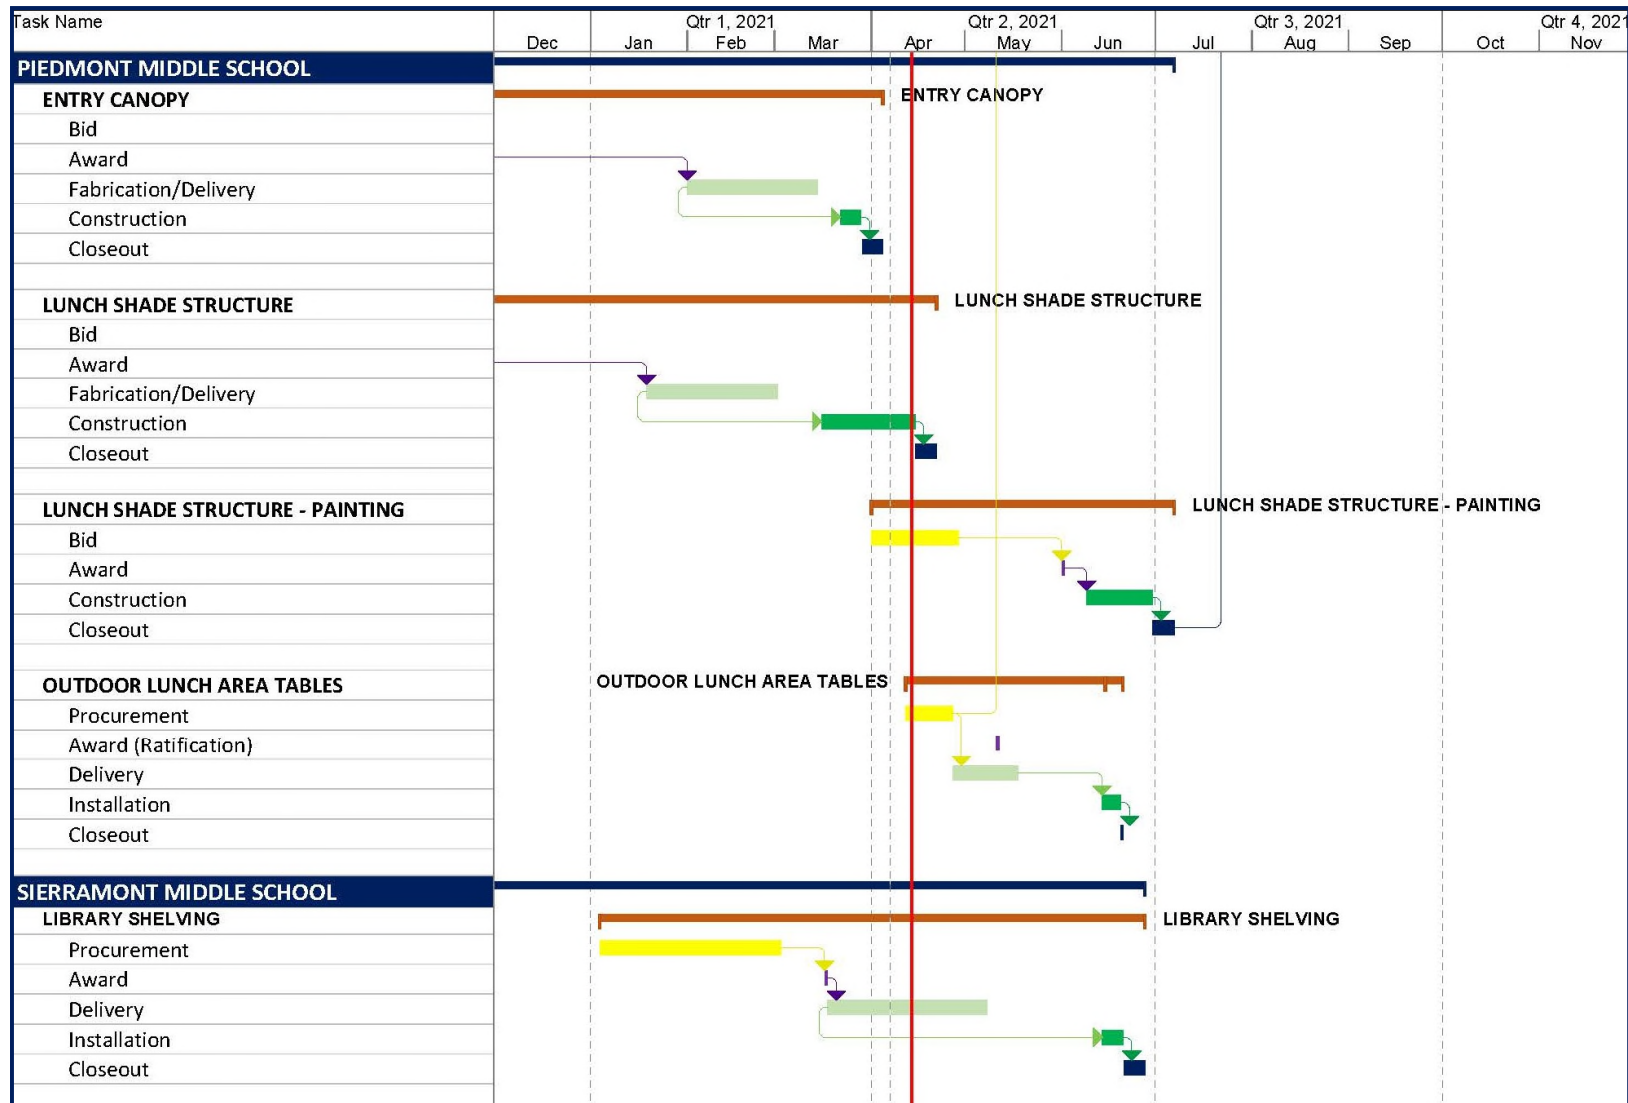 Task Name Qtr 1, 2021 Qtr 2, 2021 Qtr 3, 2021 Qtr 4, 2021
Dec Jan Feb Mar Apr May Jun Jul Aug Sep Oct Nov
PIEDMONT MIDDLE SCHOOL
ENTRY CANOPY ENTRY CANOPY
Bid
Award
Fabrication/Delivery
Construction
Closeout
LUNCH SHADE STRUCTURE LUNCH SHADE STRUCTURE
Bid
Award
Fabrication/Delivery
Construction
Closeout
LUNCH SHADE STRUCTURE - PAINTING LUNCH SHADE STRUCTURE - PAINTING
Bid
Award
Construction
Closeout
OUTDOOR LUNCH AREA TABLES OUTDOOR LUNCH AREA TABLES
Procurement
Award (Ratification)
Delivery
Installation
Closeout
SIERRAMONT MIDDLE SCHOOL
LIBRARY SHELVING LIBRARY SHELVING
Procurement
Award
Delivery
Installation
Closeout